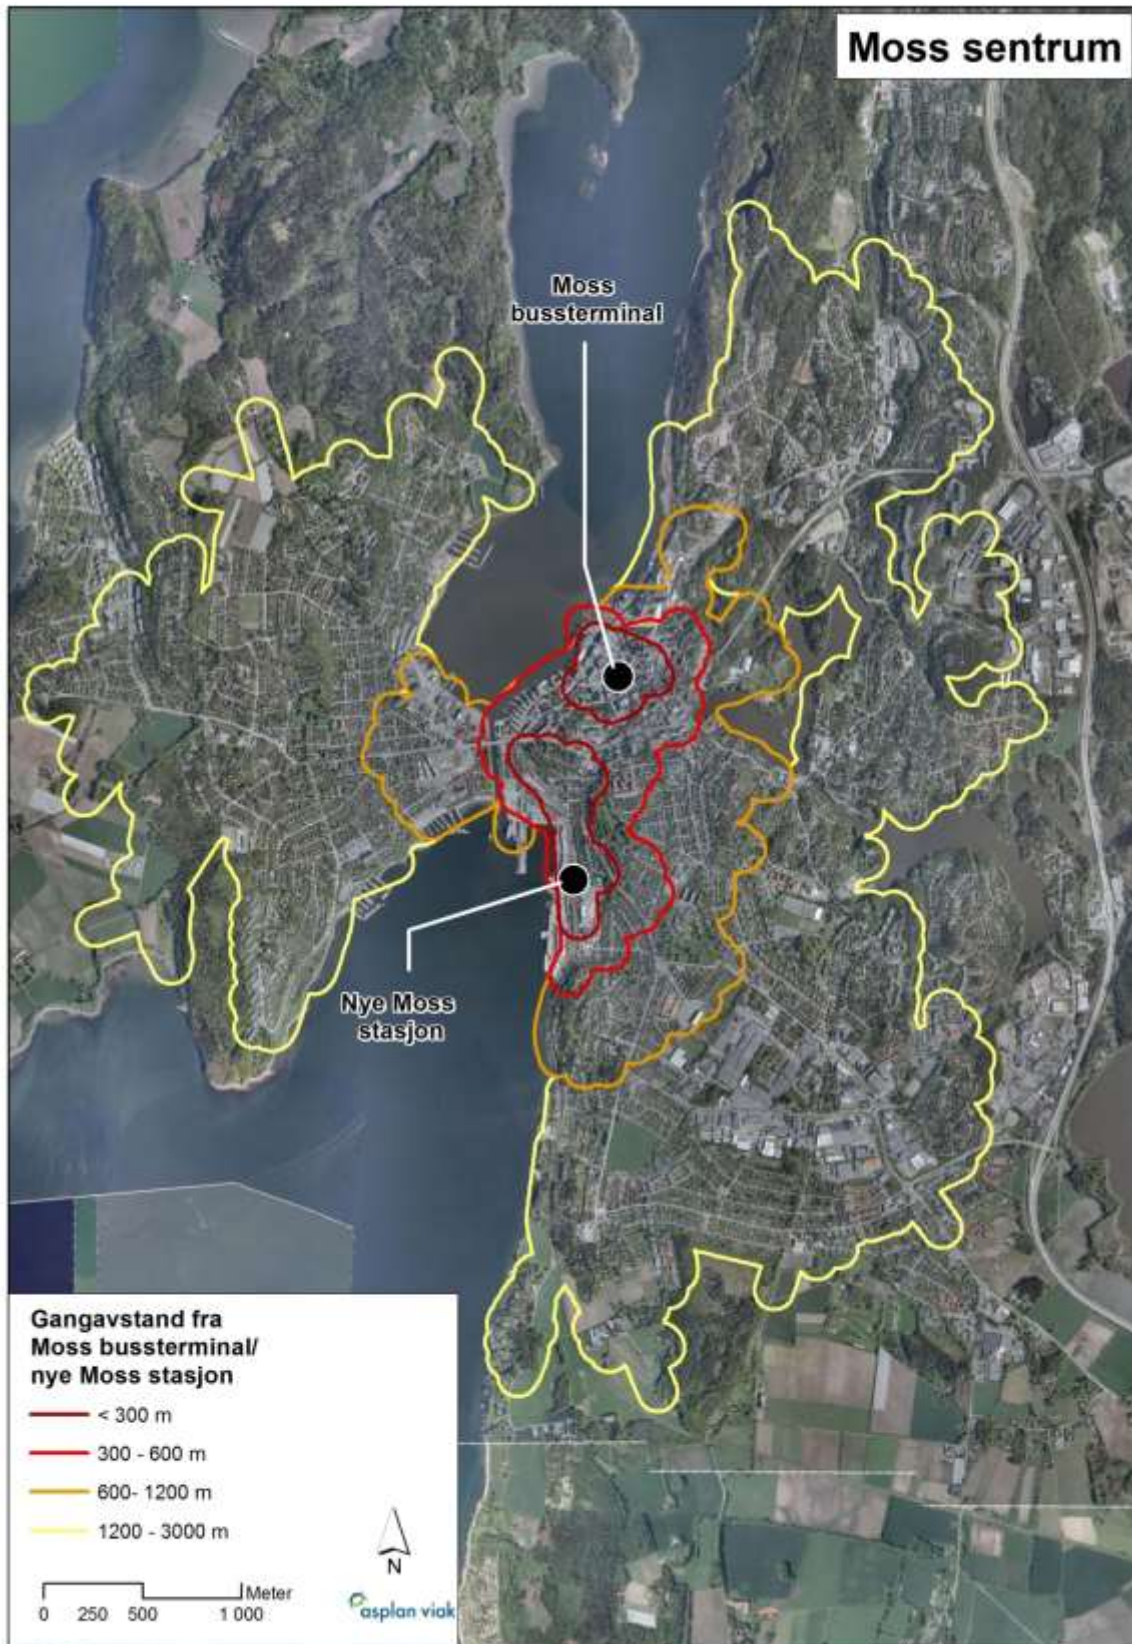 Moss sentrum
Moss
bussterminal
Nye Moss
stasjon
Gangavstand fra
Moss bussterminal/
nye Moss stasjon
< 300 m
300 - 600 m
600- 1200 m
1200 - 3000 m
N
Meter
0 250 500 1 000
asplan viak